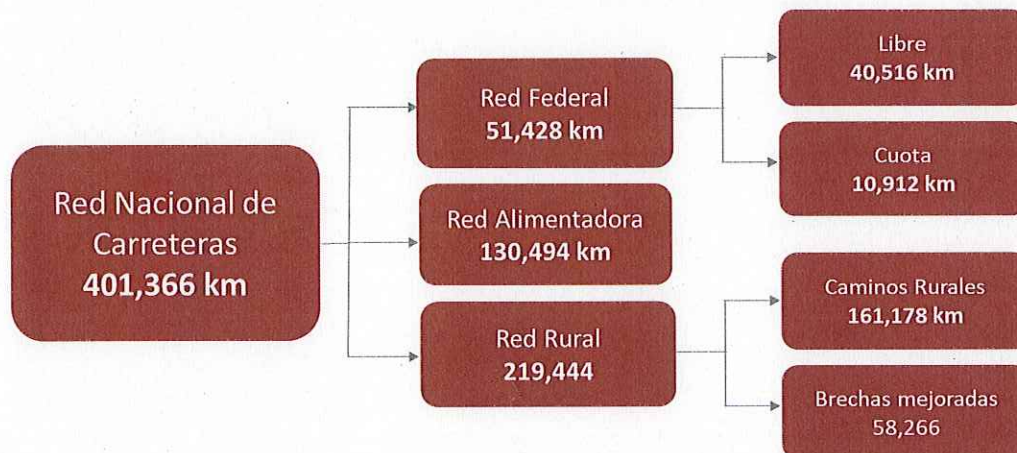 Red Nacional de
Carreteras
401,366 km
Red Federal
51,428 km
Red Alimentadora
130,494 km
Red Rural
219,444
Libre
40,516 km
Cuota
10,912 km
Caminos Rurales
161,178 km
Brechas mejoradas
58,266